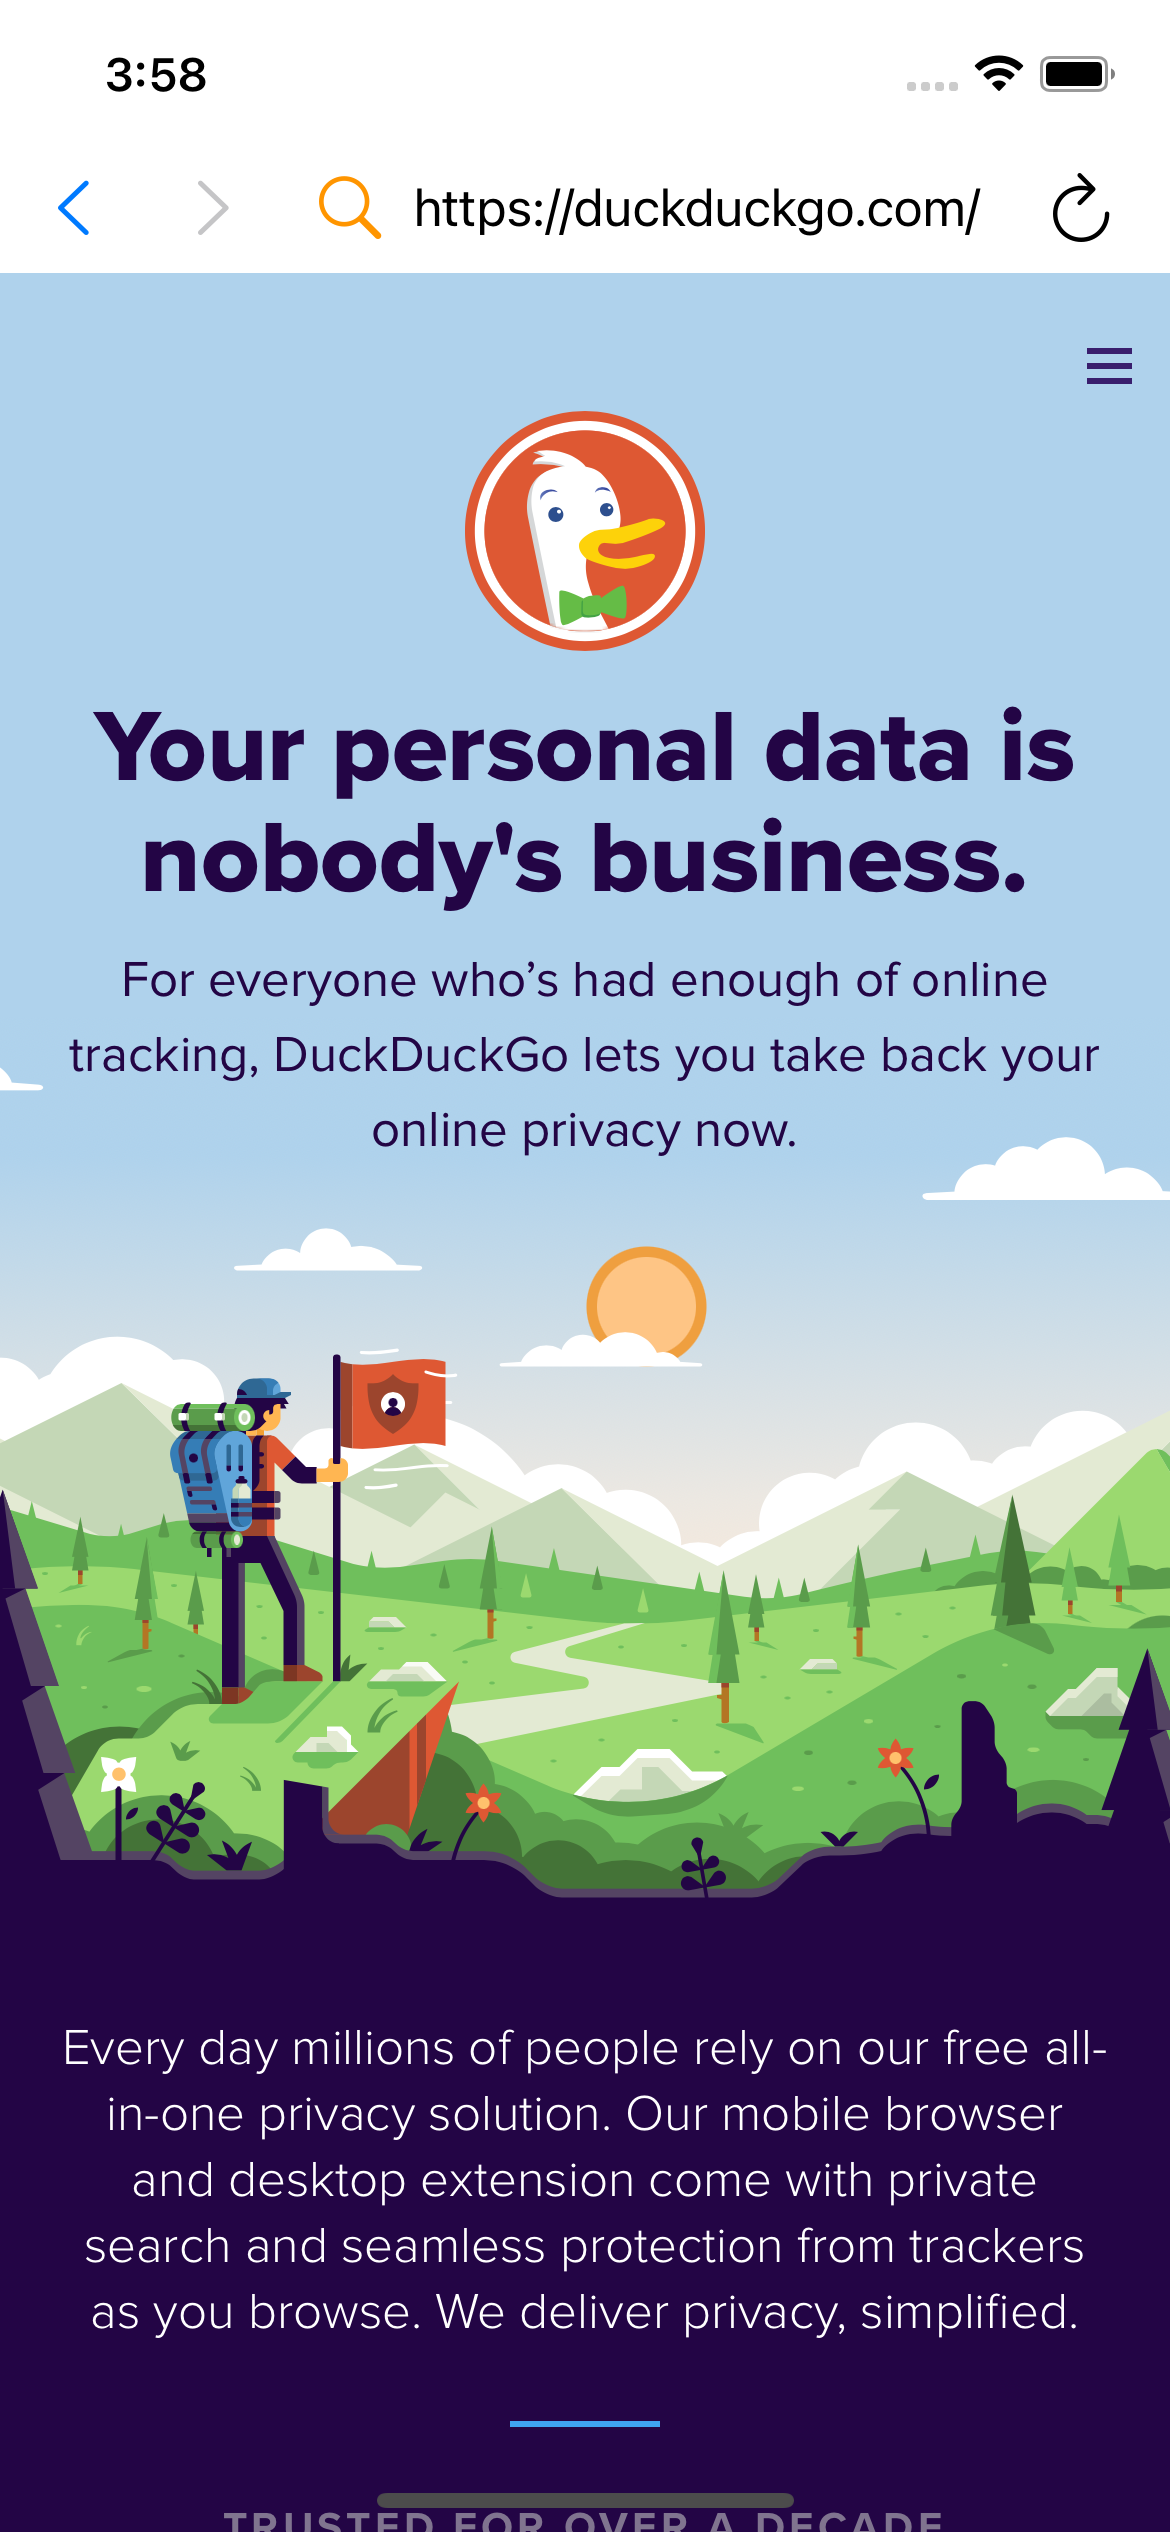 3:58
https://duckduckgo.com/
Your personal data is
nobody's business.
For everyone who’s had enough of online
tracking, DuckDuckGo lets you take back your
online privacy now.
Every day millions of people rely on our free all-
in-one privacy solution. Our mobile browser
and desktop extension come with private
search and seamless protection from trackers
as you browse. We deliver privacy, simplified.
TRUSTED FOR OVER A DECADE